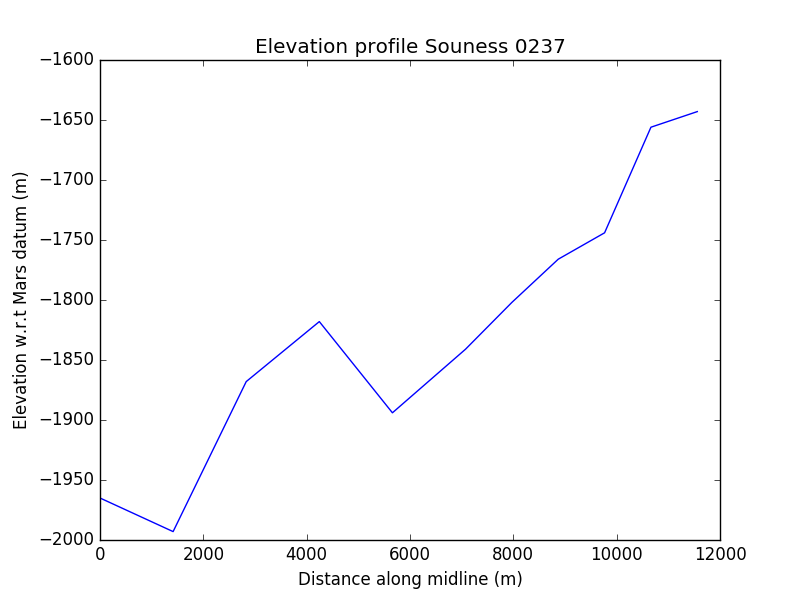 Elevation profile Souness 0237
Elevation w.r.t Mars datum (m)
−1600
−1650
−1700
−1750
−1800
−1850
−1900
−1950
−2000
0 2000 4000 6000 8000 10000 12000
Distance along midline (m)